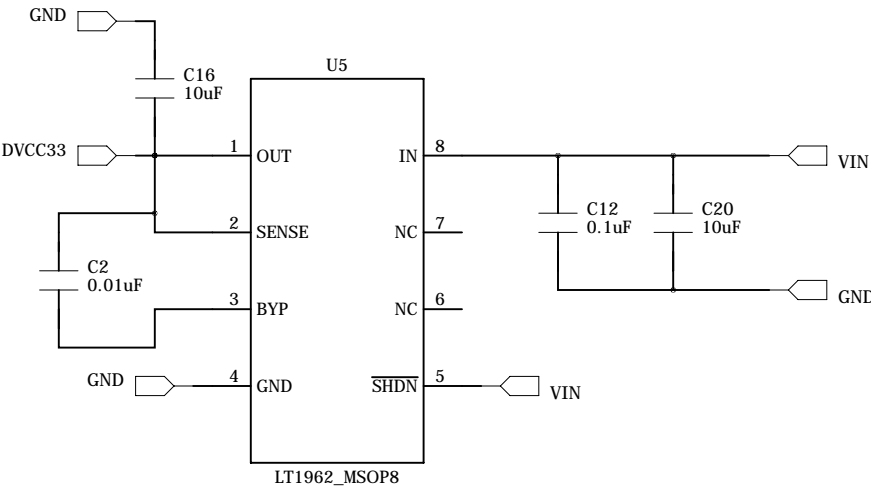 GND
U5
C16
10uF
DVCC33
1
OUT
IN
8
VIN
2
SENSE
NC
7
C12
0.1uF
C20
10uF
C2
0.01uF
3
BYP
NC
6
GND
GND
4
GND
SHDN
5
VIN
LT1962_MSOP8